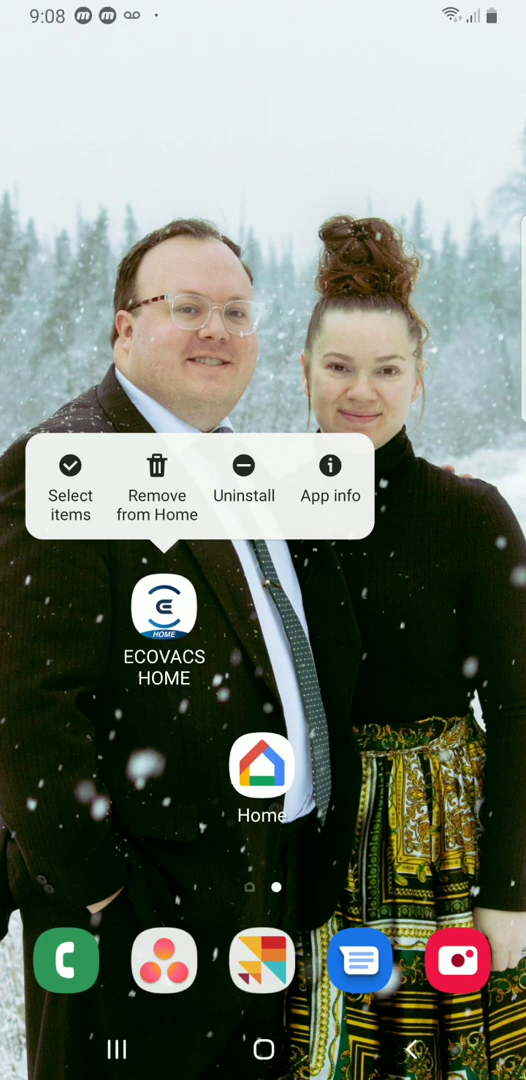 9:08
Select
items
Remove
from Home
Uninstall
App info
HOME
ECOVACS
HOME
Home